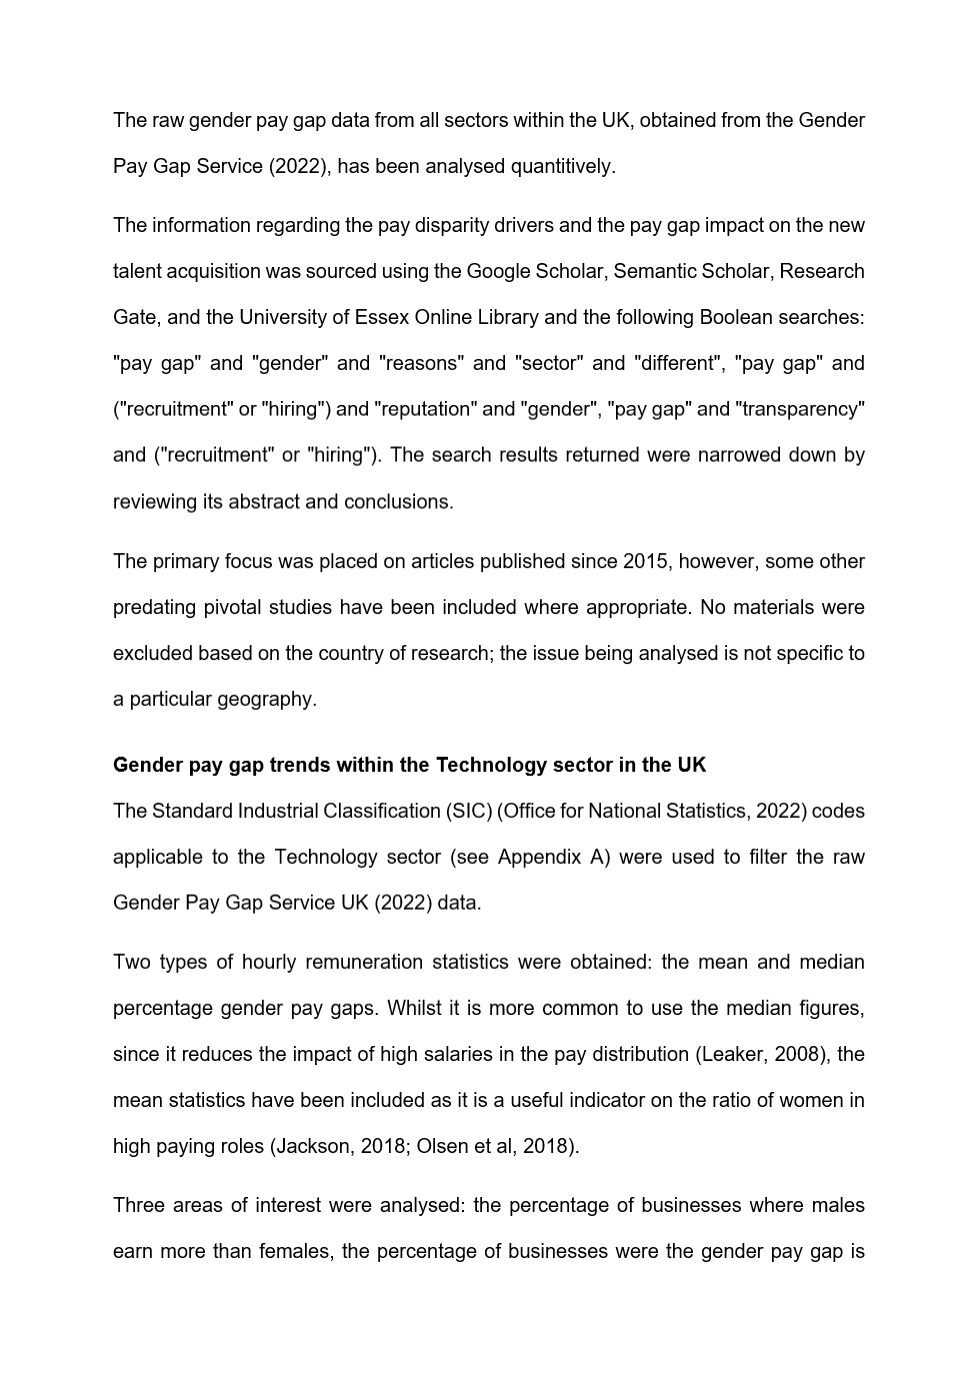 The raw gender pay gap data from all sectors within the UK, obtained from the Gender
Pay Gap Service (2022), has been analysed quantitively.
The information regarding the pay disparity drivers and the pay gap impact on the new
talent acquisition was sourced using the Google Scholar, Semantic Scholar, Research
Gate, and the University of Essex Online Library and the following Boolean searches:
"pay gap" and "gender" and "reasons" and "sector" and "different", "pay gap" and
("recruitment" or "hiring") and "reputation" and "gender", "pay gap" and "transparency"
and ("recruitment" or "hiring"). The search results returned were narrowed down by
reviewing its abstract and conclusions.
The primary focus was placed on articles published since 2015, however, some other
predating pivotal studies have been included where appropriate. No materials were
excluded based on the country of research; the issue being analysed is not specific to
a particular geography.
Gender pay gap trends within the Technology sector in the UK
The Standard Industrial Classification (SIC) (Office for National Statistics, 2022) codes
applicable to the Technology sector (see Appendix A) were used to filter the raw
Gender Pay Gap Service UK (2022) data.
Two types of hourly remuneration statistics were obtained: the mean and median
percentage gender pay gaps. Whilst it is more common to use the median figures,
since it reduces the impact of high salaries in the pay distribution (Leaker, 2008), the
mean statistics have been included as it is a useful indicator on the ratio of women in
high paying roles (Jackson, 2018; Olsen et al, 2018).
Three areas of interest were analysed: the percentage of businesses where males
earn more than females, the percentage of businesses were the gender pay gap is